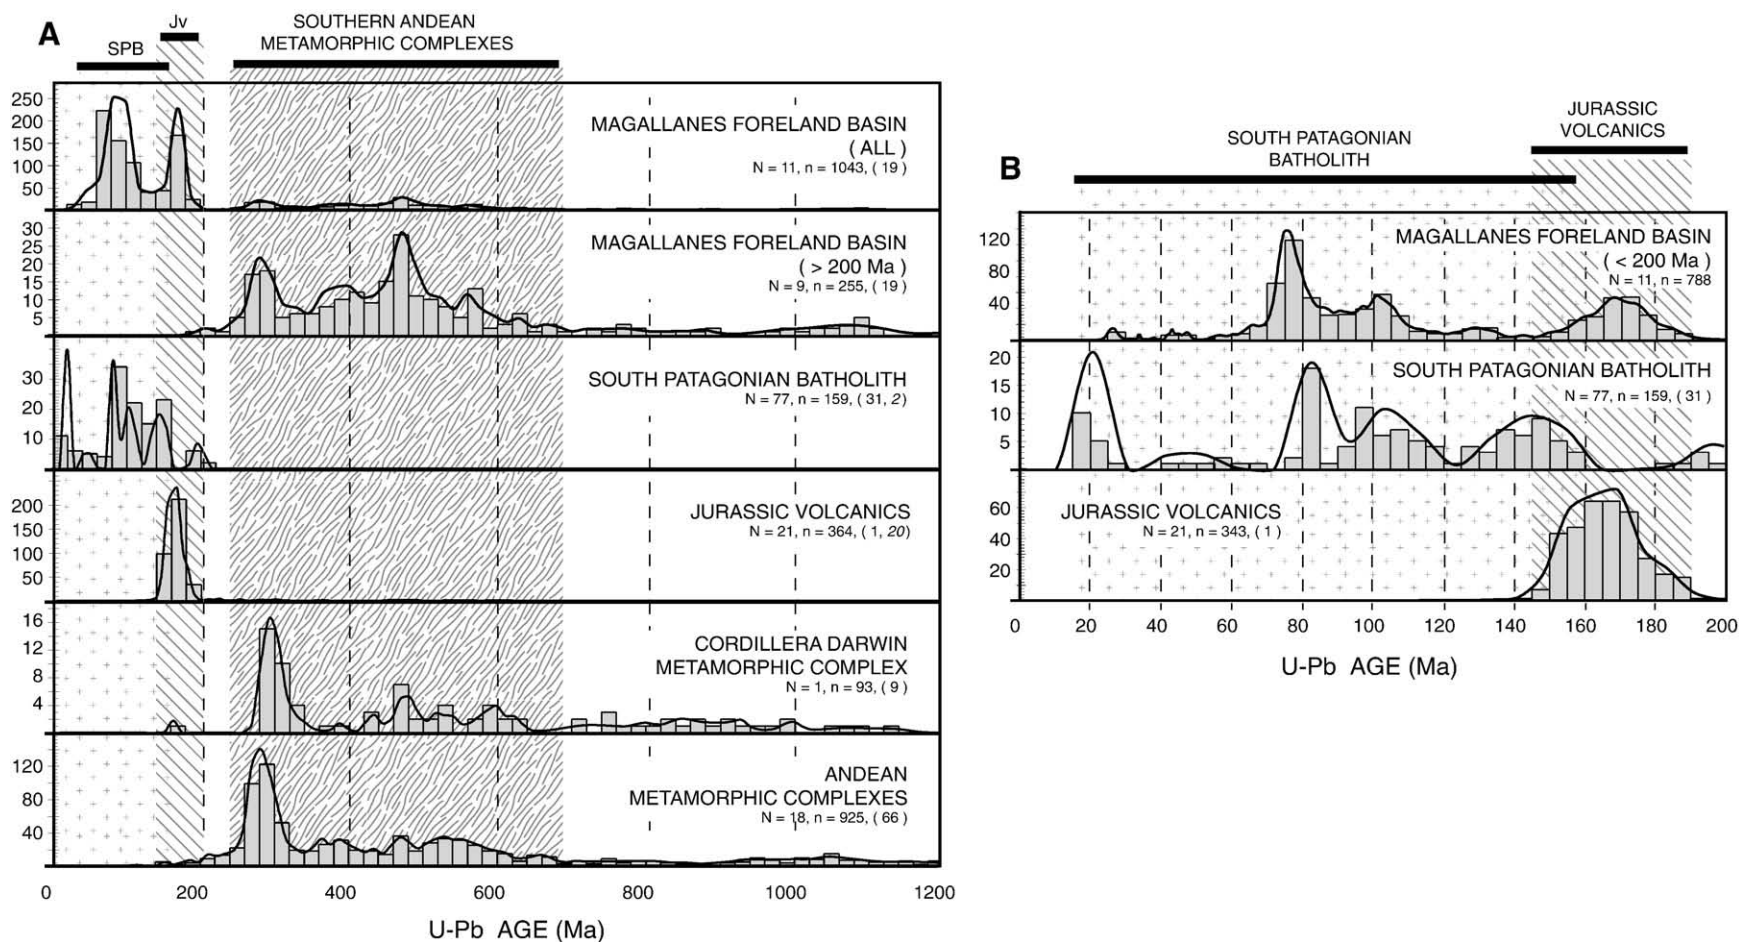 A
SPB
Jv
SOUTHERN ANDEAN
METAMORPHIC COMPLEXES
250
200
150
100
50
MAGALLANES FORELAND BASIN
( ALL )
N = 11, n = 1043, ( 19 )
30
25
20
15
10
5
MAGALLANES FORELAND BASIN
( > 200 Ma )
N = 9, n = 255, ( 19 )
30
20
10
SOUTH PATAGONIAN BATHOLITH
N = 77, n = 159, ( 31, 2 )
200
150
100
50
JURASSIC VOLCANICS
N = 21, n = 364, ( 1, 20 )
16
12
8
4
CORDILLERA DARWIN
METAMORPHIC COMPLEX
N = 1, n = 93, ( 9 )
120
80
40
ANDEAN
METAMORPHIC COMPLEXES
N = 18, n = 925, ( 66 )
0 200 400 600 800 1000 1200
U-Pb AGE (Ma)
B
SOUTH PATAGONIAN
BATHOLITH
JURASSIC
VOLCANICS
120
80
40
MAGALLANES FORELAND BASIN
( < 200 Ma )
N = 11, n = 788
20
15
10
5
SOUTH PATAGONIAN BATHOLITH
N = 77, n = 159, ( 31 )
60
40
20
JURASSIC VOLCANICS
N = 21, n = 343, ( 1 )
0 20 40 60 80 100 120 140 160 180 200
U-Pb AGE (Ma)